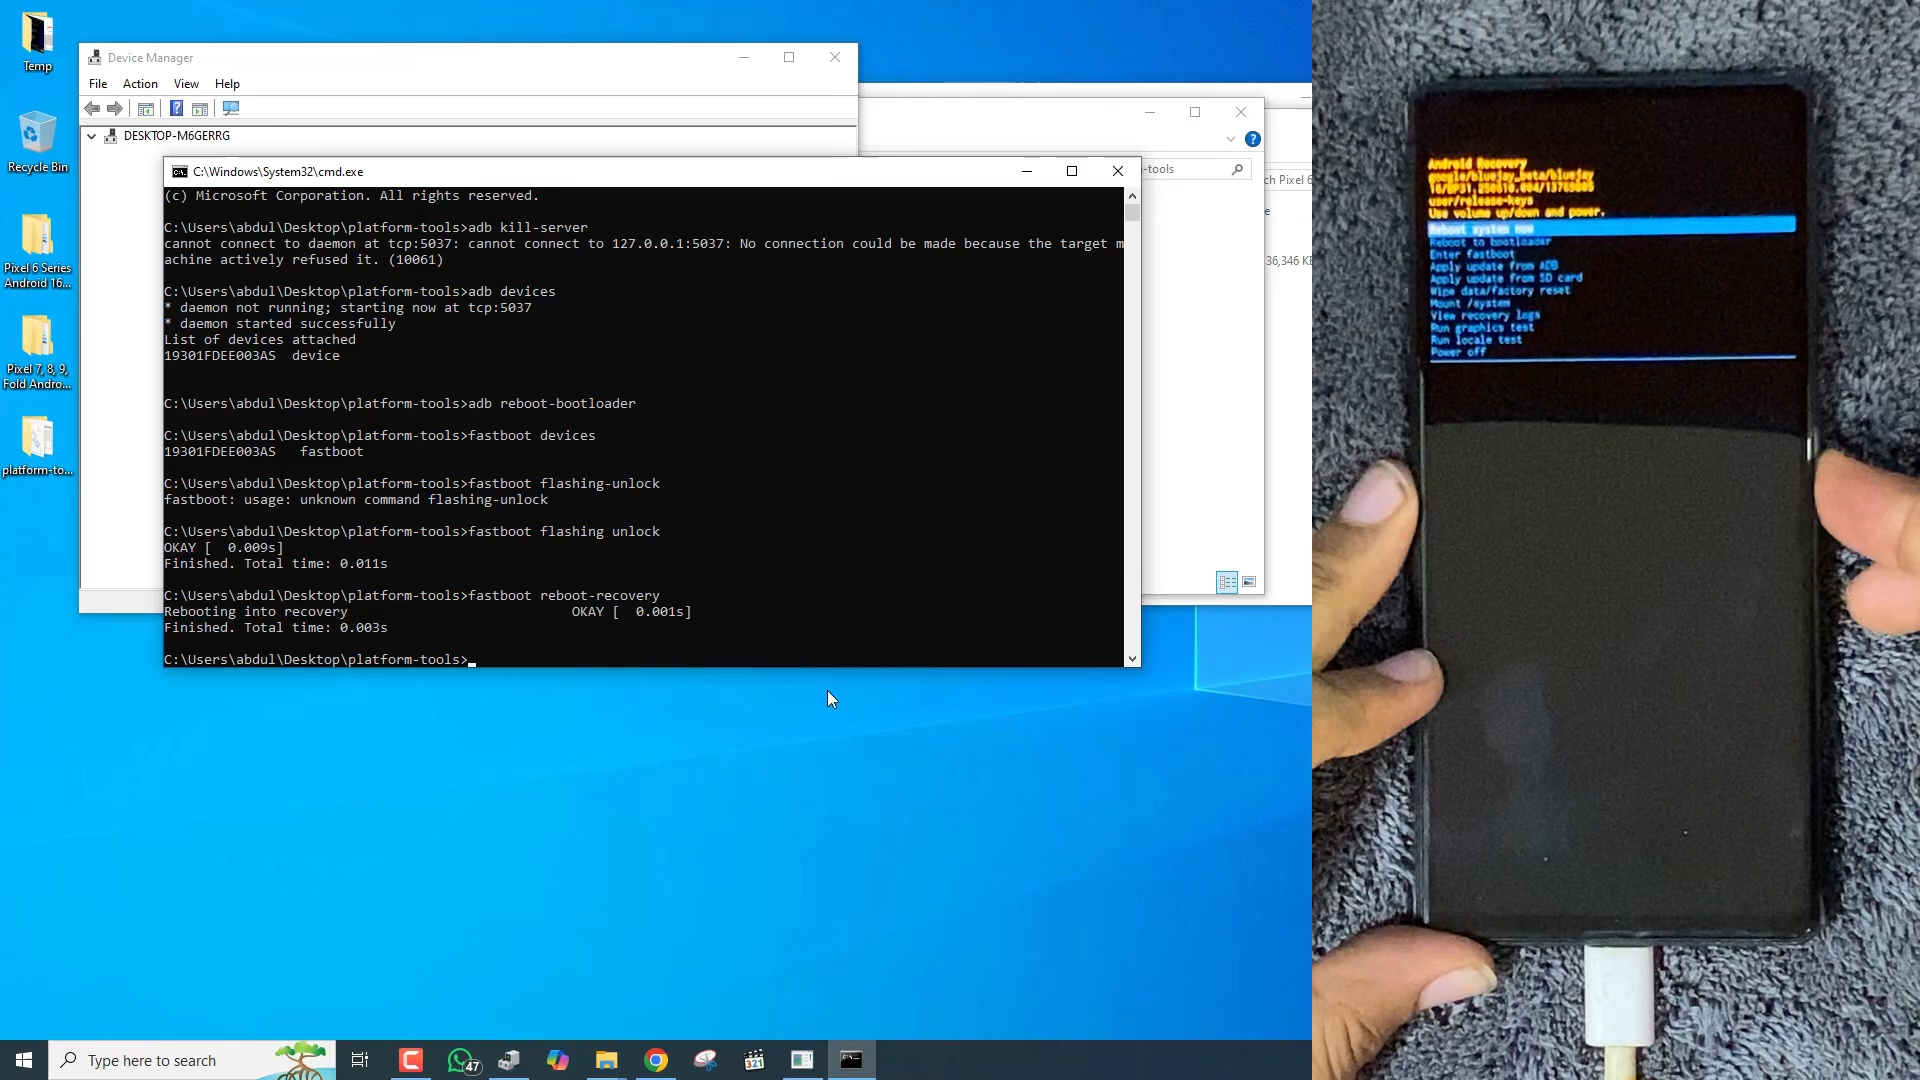 Temp
Recycle Bin
Pixel 6 Series
Android 16...
Pixel 7, 8, 9,
Fold Andro...
platform-to...
Device Manager
File Action View Help
DESKTOP-M6GERRG
-tools
ch Pixel 6
e
36,346 KE
C:\Windows\System32\cmd.exe
(c) Microsoft Corporation. All rights reserved.
C:\Users\abdul\Desktop\platform-tools>adb kill-server
cannot connect to daemon at tcp:5037: cannot connect to 127.0.0.1:5037: No connection could be made because the target m
achine actively refused it. (10061)
C:\Users\abdul\Desktop\platform-tools>adb devices
* daemon not running; starting now at tcp:5037
* daemon started successfully
List of devices attached
19301FDEE003AS device
C:\Users\abdul\Desktop\platform-tools>adb reboot-bootloader
C:\Users\abdul\Desktop\platform-tools>fastboot devices
19301FDEE003AS fastboot
C:\Users\abdul\Desktop\platform-tools>fastboot flashing-unlock
fastboot: usage: unknown command flashing-unlock
C:\Users\abdul\Desktop\platform-tools>fastboot flashing unlock
OKAY [ 0.009s]
Finished. Total time: 0.011s
C:\Users\abdul\Desktop\platform-tools>fastboot reboot-recovery
Rebooting into recovery OKAY [ 0.001s]
Finished. Total time: 0.003s
C:\Users\abdul\Desktop\platform-tools>
Type here to search
47
321
Android Recovery
google/bluejay_beta/bluejay
user/release-keys
Use volume up/down and power.
Reboot system now
Reboot to bootloader
Enter fastboot
Apply update from ADB
Apply update from SD card
Wipe data/factory reset
Mount /system
View recovery logs
Run graphics test
Run locale test
Power off